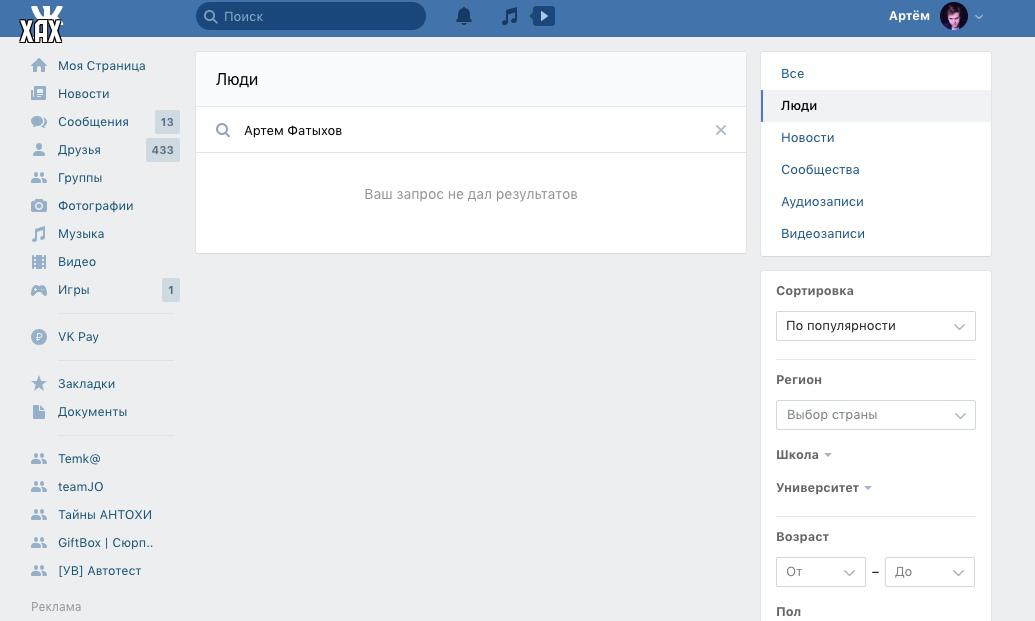 VK
ХАХ
Поиск
Артём
Моя Страница
Новости
Сообщения 13
Друзья 433
Группы
Фотографии
Музыка
Видео
Игры 1
VK Pay
Закладки
Документы
Temk@
teamJO
Тайны АНТОХИ
GiftBox | Сюрп..
[УВ] Автотест
Реклама
Люди
Артем Фатыхов
Ваш запрос не дал результатов
Все
Люди
Новости
Сообщества
Аудиозаписи
Видеозаписи
Сортировка
По популярности
Регион
Выбор страны
Школа
Университет
Возраст
От – До
Пол